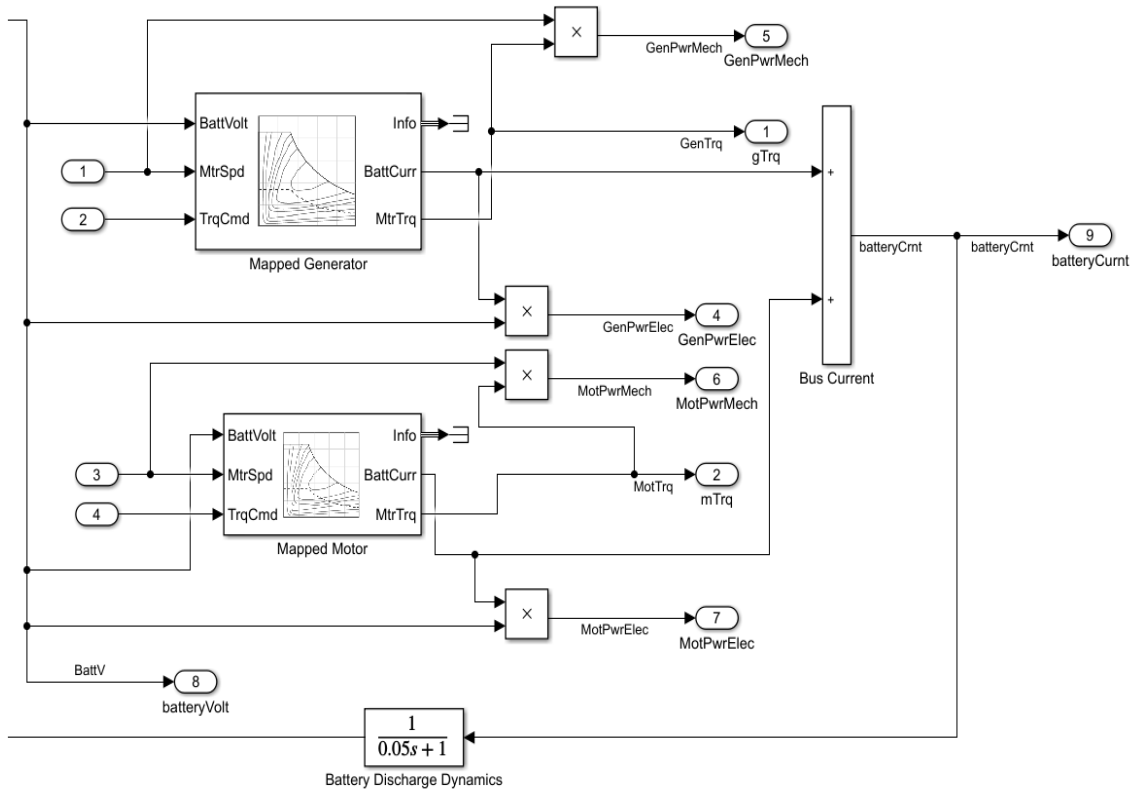 ×
GenPwrMech
5
GenPwrMech
BattVolt
MtrSpd
TrqCmd
Info
BattCurr
MtrTrq
Mapped Generator
1
2
GenTrq
1
gTrq
+
+
Bus Current
batteryCrnt
batteryCrnt
9
batteryCurnt
×
GenPwrElec
4
GenPwrElec
×
MotPwrMech
6
MotPwrMech
BattVolt
MtrSpd
TrqCmd
Info
BattCurr
MtrTrq
Mapped Motor
3
4
MotTrq
2
mTrq
×
MotPwrElec
7
MotPwrElec
BattV
8
batteryVolt
1
0.05s + 1
Battery Discharge Dynamics